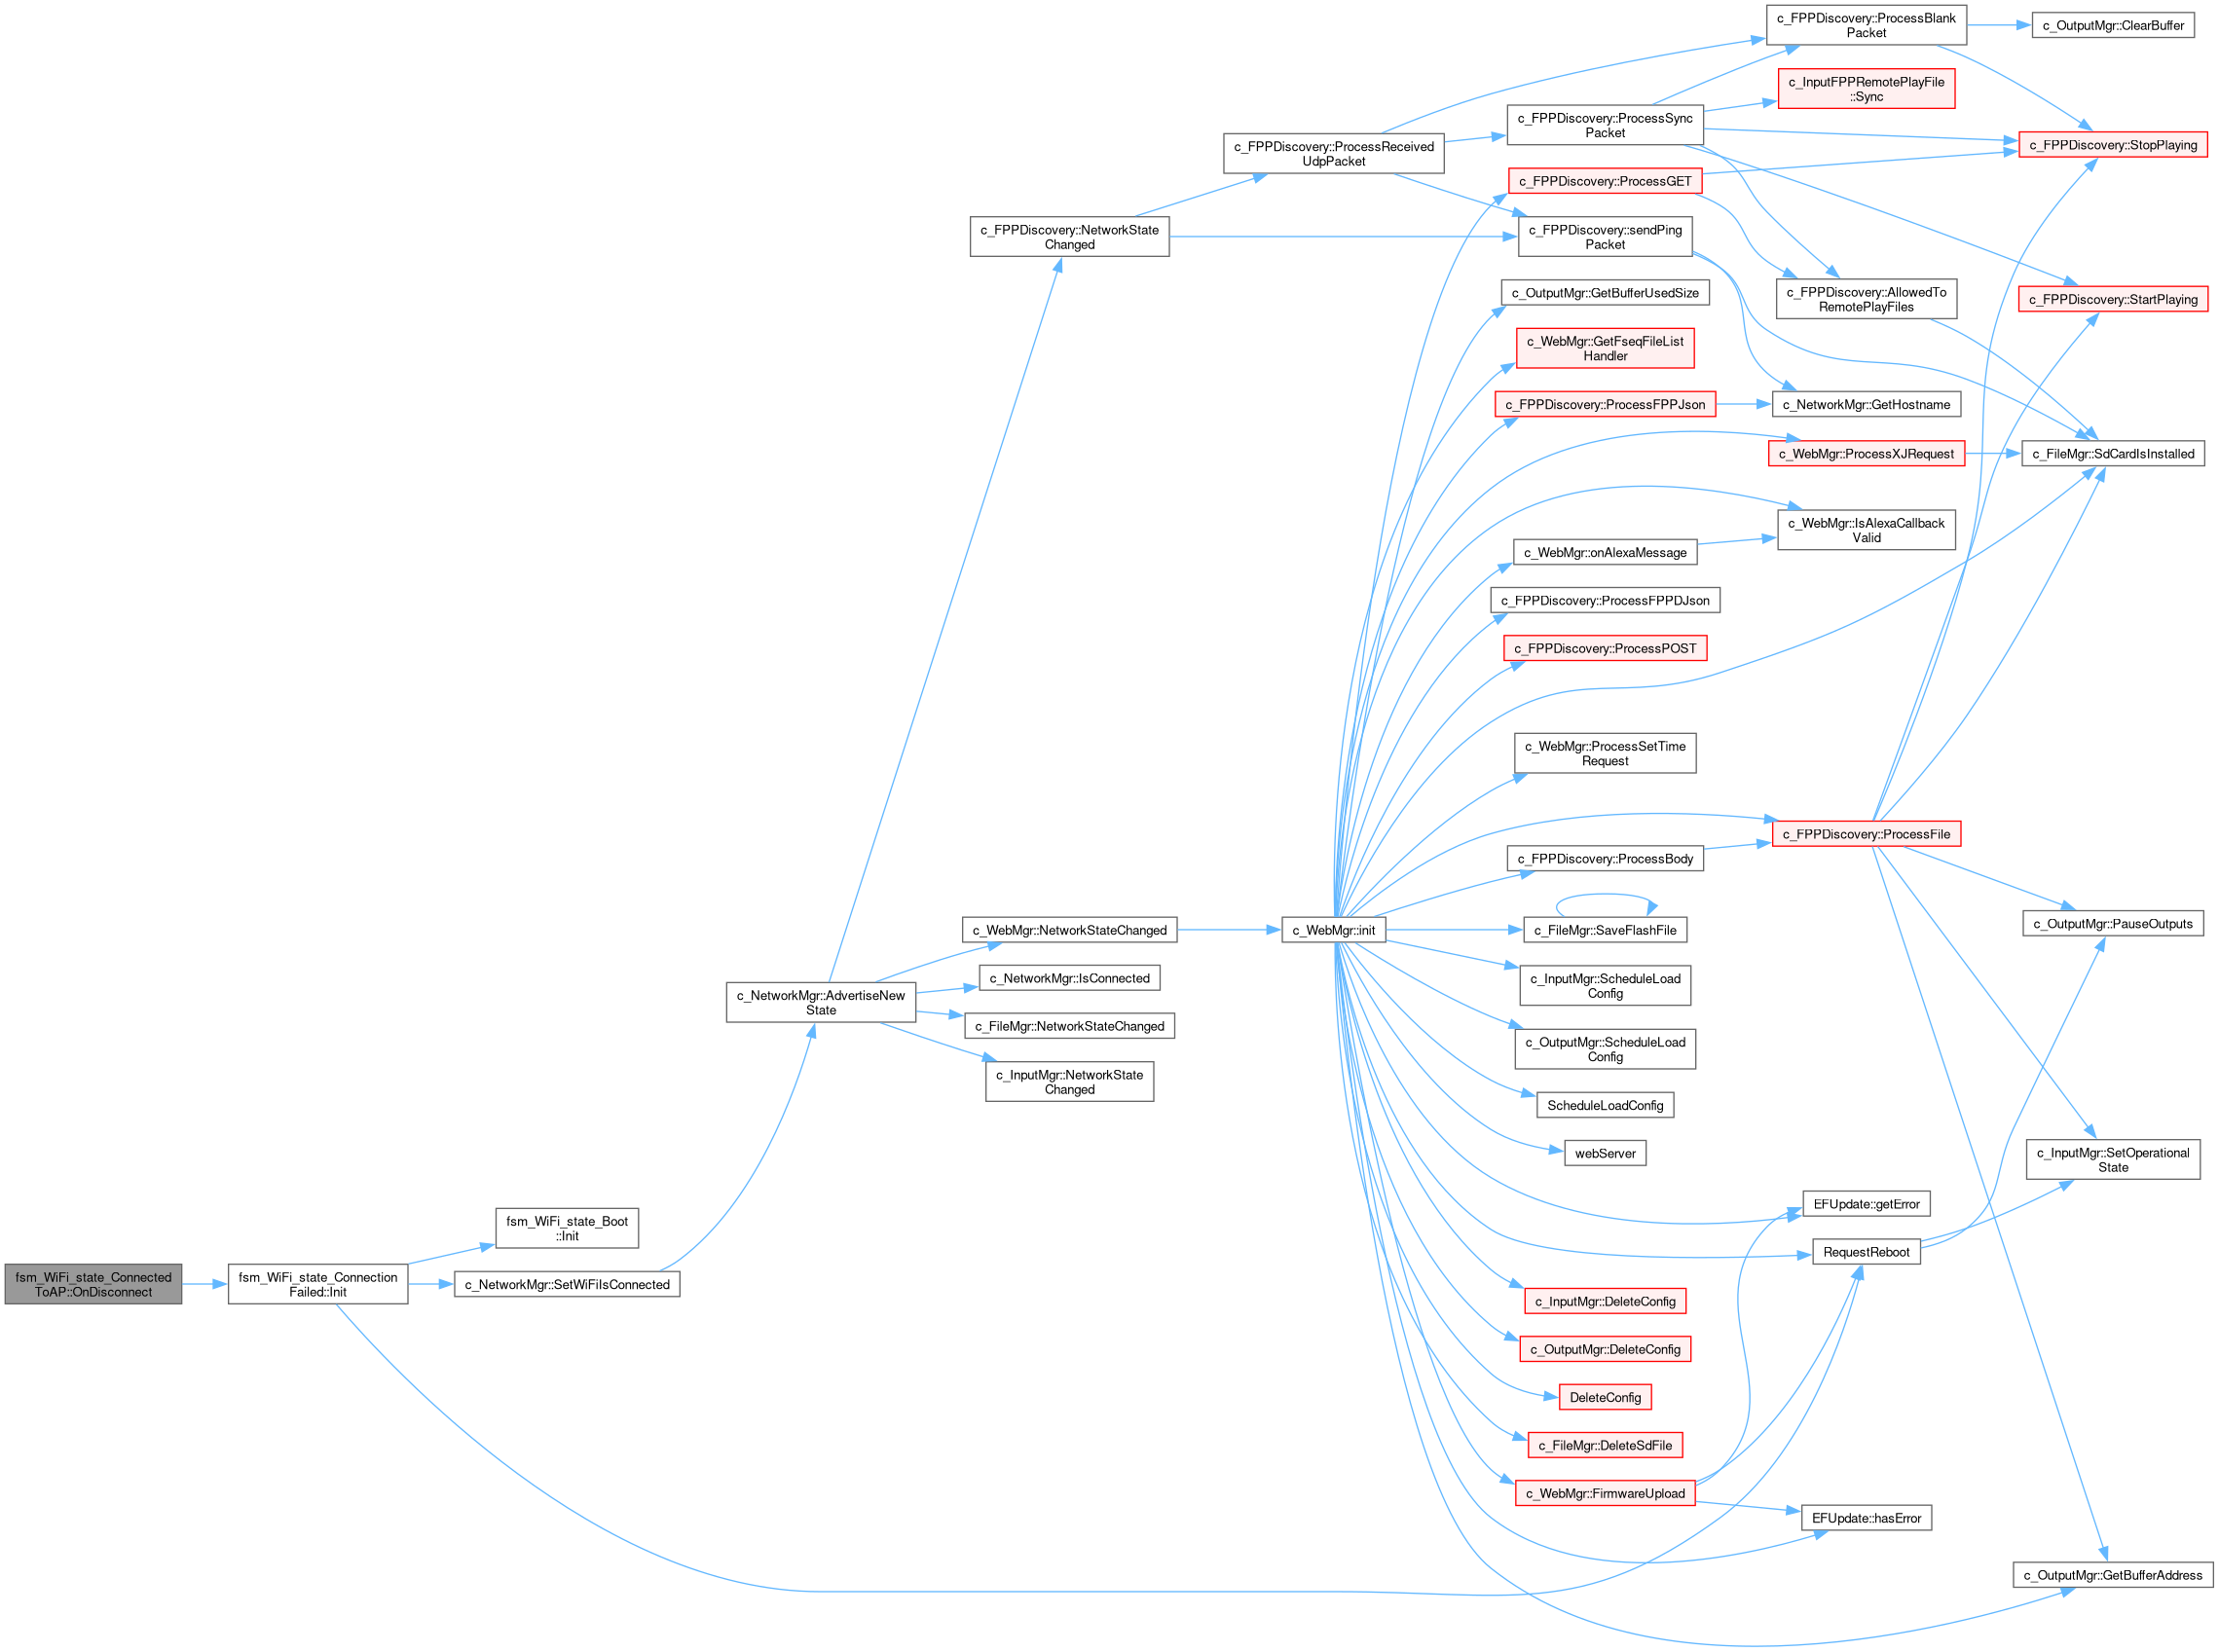 c_FPPDiscovery::ProcessBlank
Packet
c_OutputMgr::ClearBuffer
c_InputFPPRemotePlayFile
::Sync
c_FPPDiscovery::ProcessSync
Packet
c_FPPDiscovery::ProcessReceived
UdpPacket
c_FPPDiscovery::StopPlaying
c_FPPDiscovery::ProcessGET
c_FPPDiscovery::NetworkState
Changed
c_FPPDiscovery::sendPing
Packet
c_OutputMgr::GetBufferUsedSize
c_FPPDiscovery::AllowedTo
RemotePlayFiles
c_FPPDiscovery::StartPlaying
c_WebMgr::GetFseqFileList
Handler
c_FPPDiscovery::ProcessFPPJson
c_NetworkMgr::GetHostname
c_WebMgr::ProcessXJRequest
c_FileMgr::SdCardIsInstalled
c_WebMgr::IsAlexaCallback
Valid
c_WebMgr::onAlexaMessage
c_FPPDiscovery::ProcessFPPDJson
c_FPPDiscovery::ProcessPOST
c_WebMgr::ProcessSetTime
Request
c_FPPDiscovery::ProcessFile
c_FPPDiscovery::ProcessBody
c_WebMgr::NetworkStateChanged
c_WebMgr::init
c_FileMgr::SaveFlashFile
c_OutputMgr::PauseOutputs
c_NetworkMgr::IsConnected
c_InputMgr::ScheduleLoad
Config
c_NetworkMgr::AdvertiseNew
State
c_FileMgr::NetworkStateChanged
c_OutputMgr::ScheduleLoad
Config
c_InputMgr::NetworkState
Changed
ScheduleLoadConfig
webServer
c_InputMgr::SetOperational
State
EFUpdate::getError
fsm_WiFi_state_Boot
::Init
RequestReboot
fsm_WiFi_state_Connected
ToAP::OnDisconnect
fsm_WiFi_state_Connection
Failed::Init
c_NetworkMgr::SetWiFiIsConnected
c_InputMgr::DeleteConfig
c_OutputMgr::DeleteConfig
DeleteConfig
c_FileMgr::DeleteSdFile
c_WebMgr::FirmwareUpload
EFUpdate::hasError
c_OutputMgr::GetBufferAddress